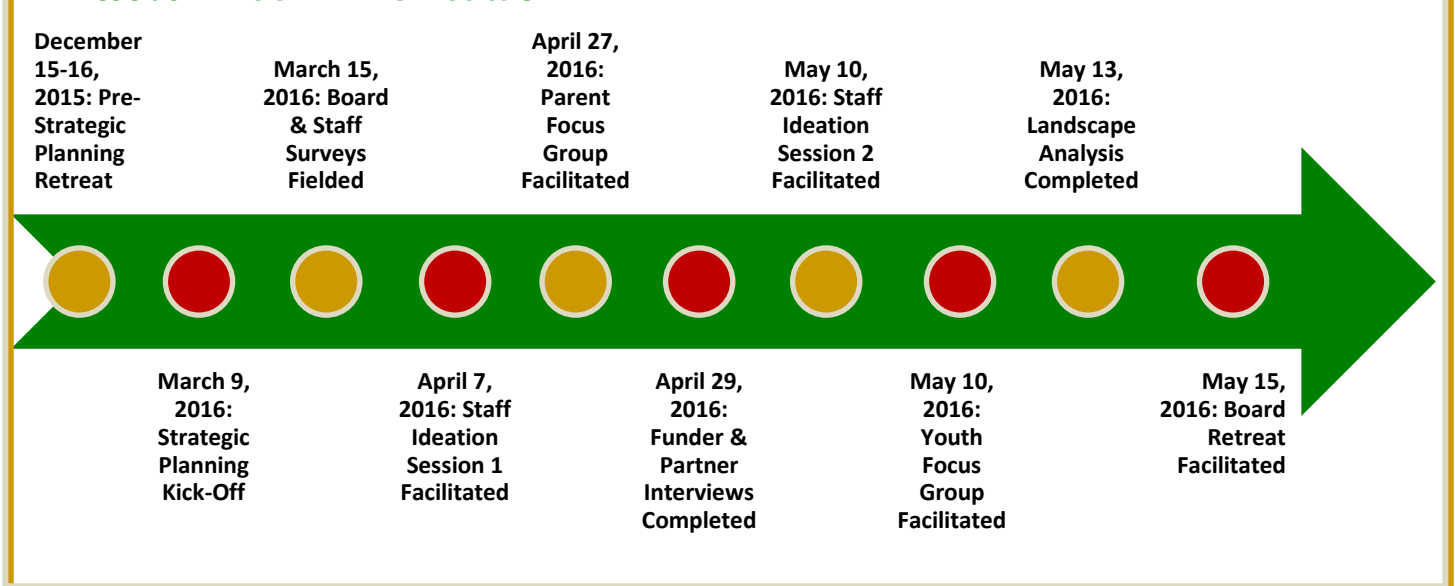 December
15-16,
2015: Pre-
Strategic
Planning
Retreat
March 9,
2016:
Strategic
Planning
Kick-Off
March 15,
2016: Board
& Staff
Surveys
Fielded
April 7,
2016: Staff
Ideation
Session 1
Facilitated
April 27,
2016:
Parent
Focus
Group
Facilitated
April 29,
2016:
Funder &
Partner
Interviews
Completed
May 10,
2016: Staff
Ideation
Session 2
Facilitated
May 10,
2016:
Youth
Focus
Group
Facilitated
May 13,
2016:
Landscape
Analysis
Completed
May 15,
2016: Board
Retreat
Facilitated